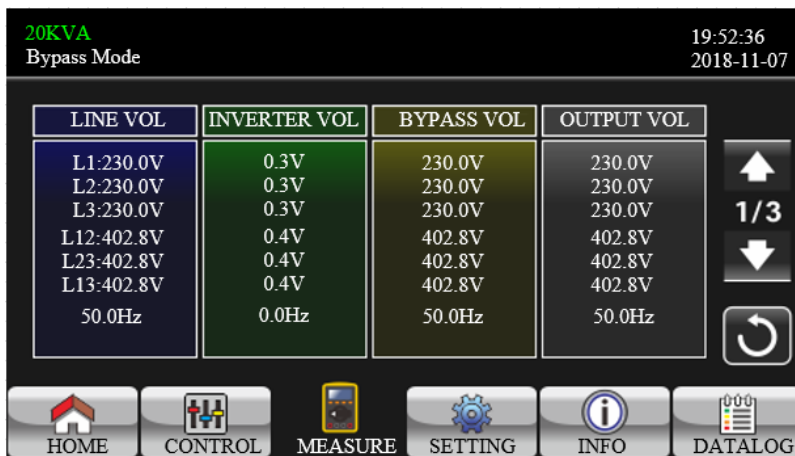 20KVA
Bypass Mode
19:52:36
2018-11-07
LINE VOL INVERTER VOL BYPASS VOL OUTPUT VOL
L1:230.0V 0.3V 230.0V 230.0V
L2:230.0V 0.3V 230.0V 230.0V
L3:230.0V 0.3V 230.0V 230.0V
L12:402.8V 0.4V 402.8V 402.8V
L23:402.8V 0.4V 402.8V 402.8V
L13:402.8V 0.4V 402.8V 402.8V
50.0Hz 0.0Hz 50.0Hz 50.0Hz
1/3
HOME CONTROL MEASURE SETTING INFO DATALOG